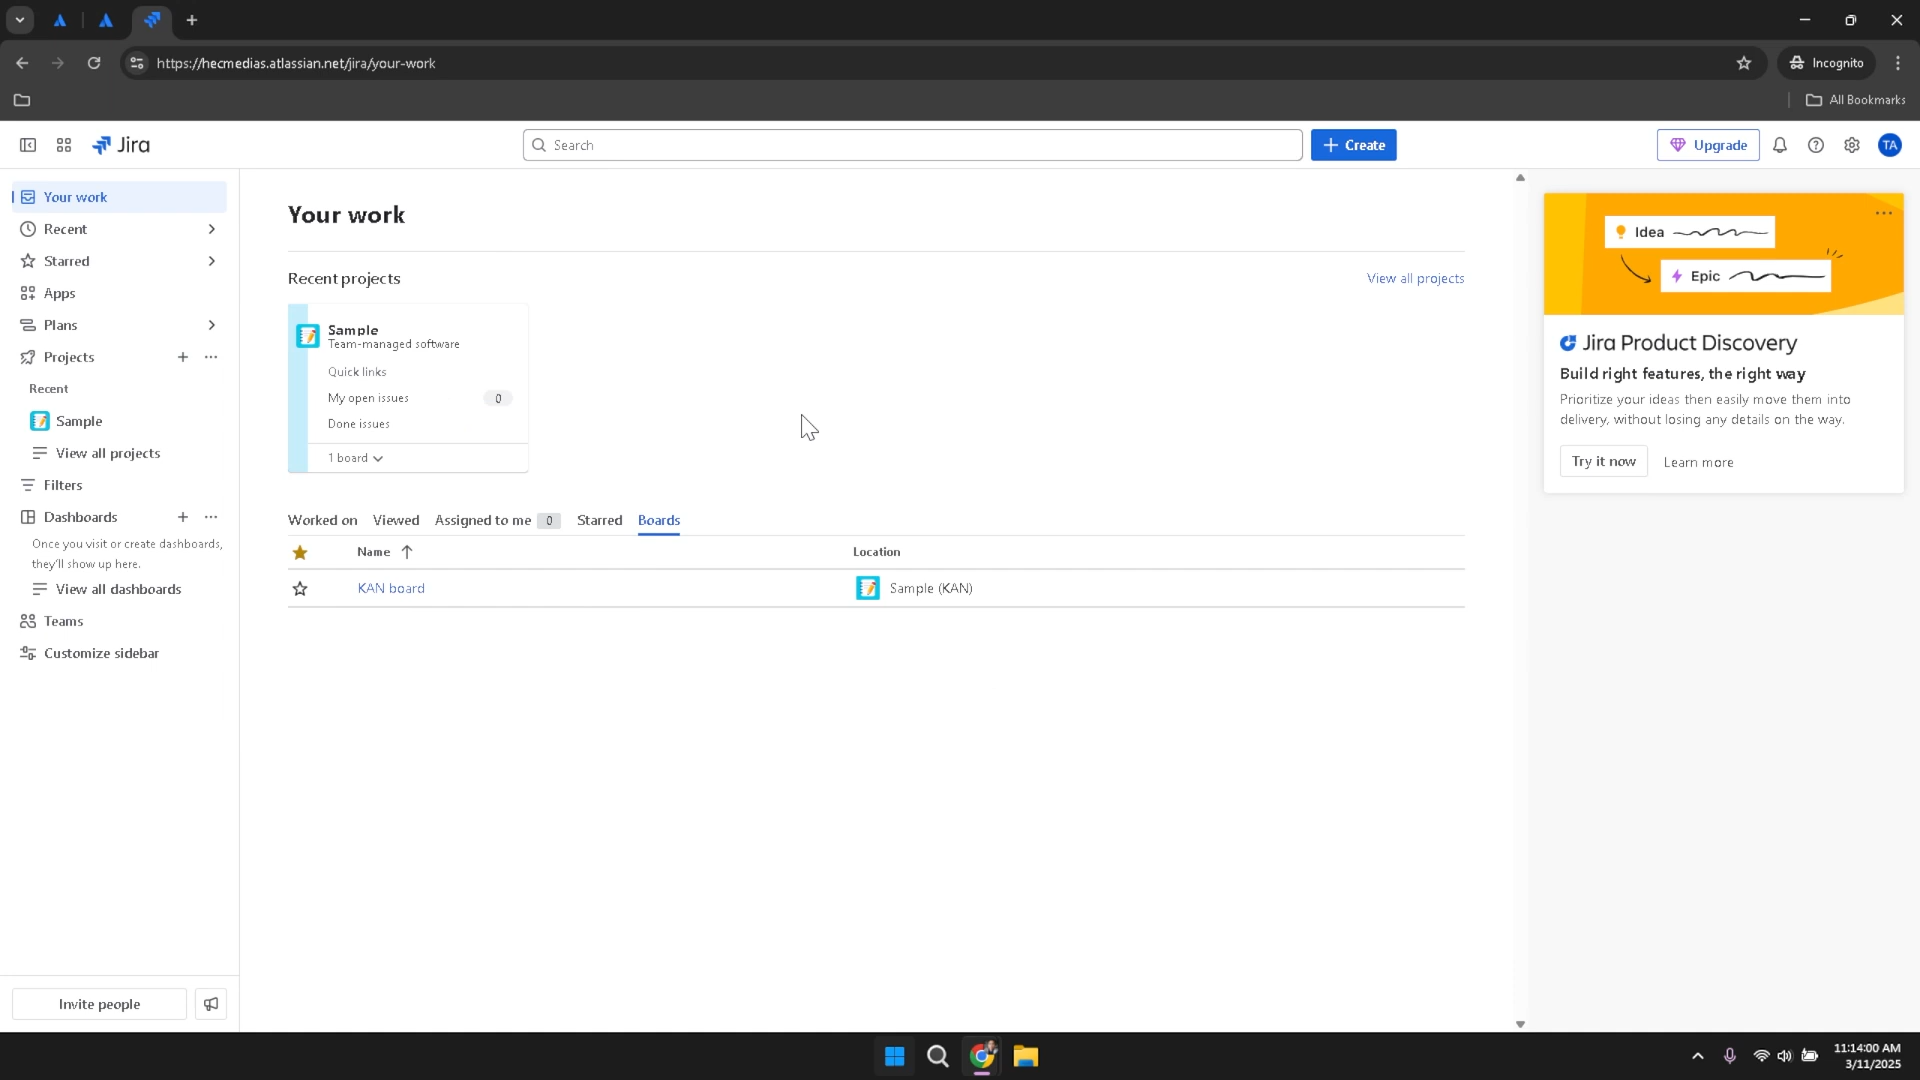 https://hecmedias.atlassian.net/jira/your-work
Incognito
All Bookmarks
Jira
Search
Create
Upgrade
TA
Your work
Recent
Starred
Apps
Plans
Projects
Recent
Sample
View all projects
Filters
Dashboards
Once you visit or create dashboards,
they'll show up here.
View all dashboards
Teams
Customize sidebar
Invite people
Your work
Recent projects
View all projects
Sample
Team-managed software
Quick links
My open issues 0
Done issues
1 board
Worked on Viewed Assigned to me 0 Starred Boards
Name Location
KAN board Sample (KAN)
Idea
Epic
Jira Product Discovery
Build right features, the right way
Prioritize your ideas then easily move them into
delivery, without losing any details on the way.
Try it now Learn more
11:14:00 AM
3/11/2025